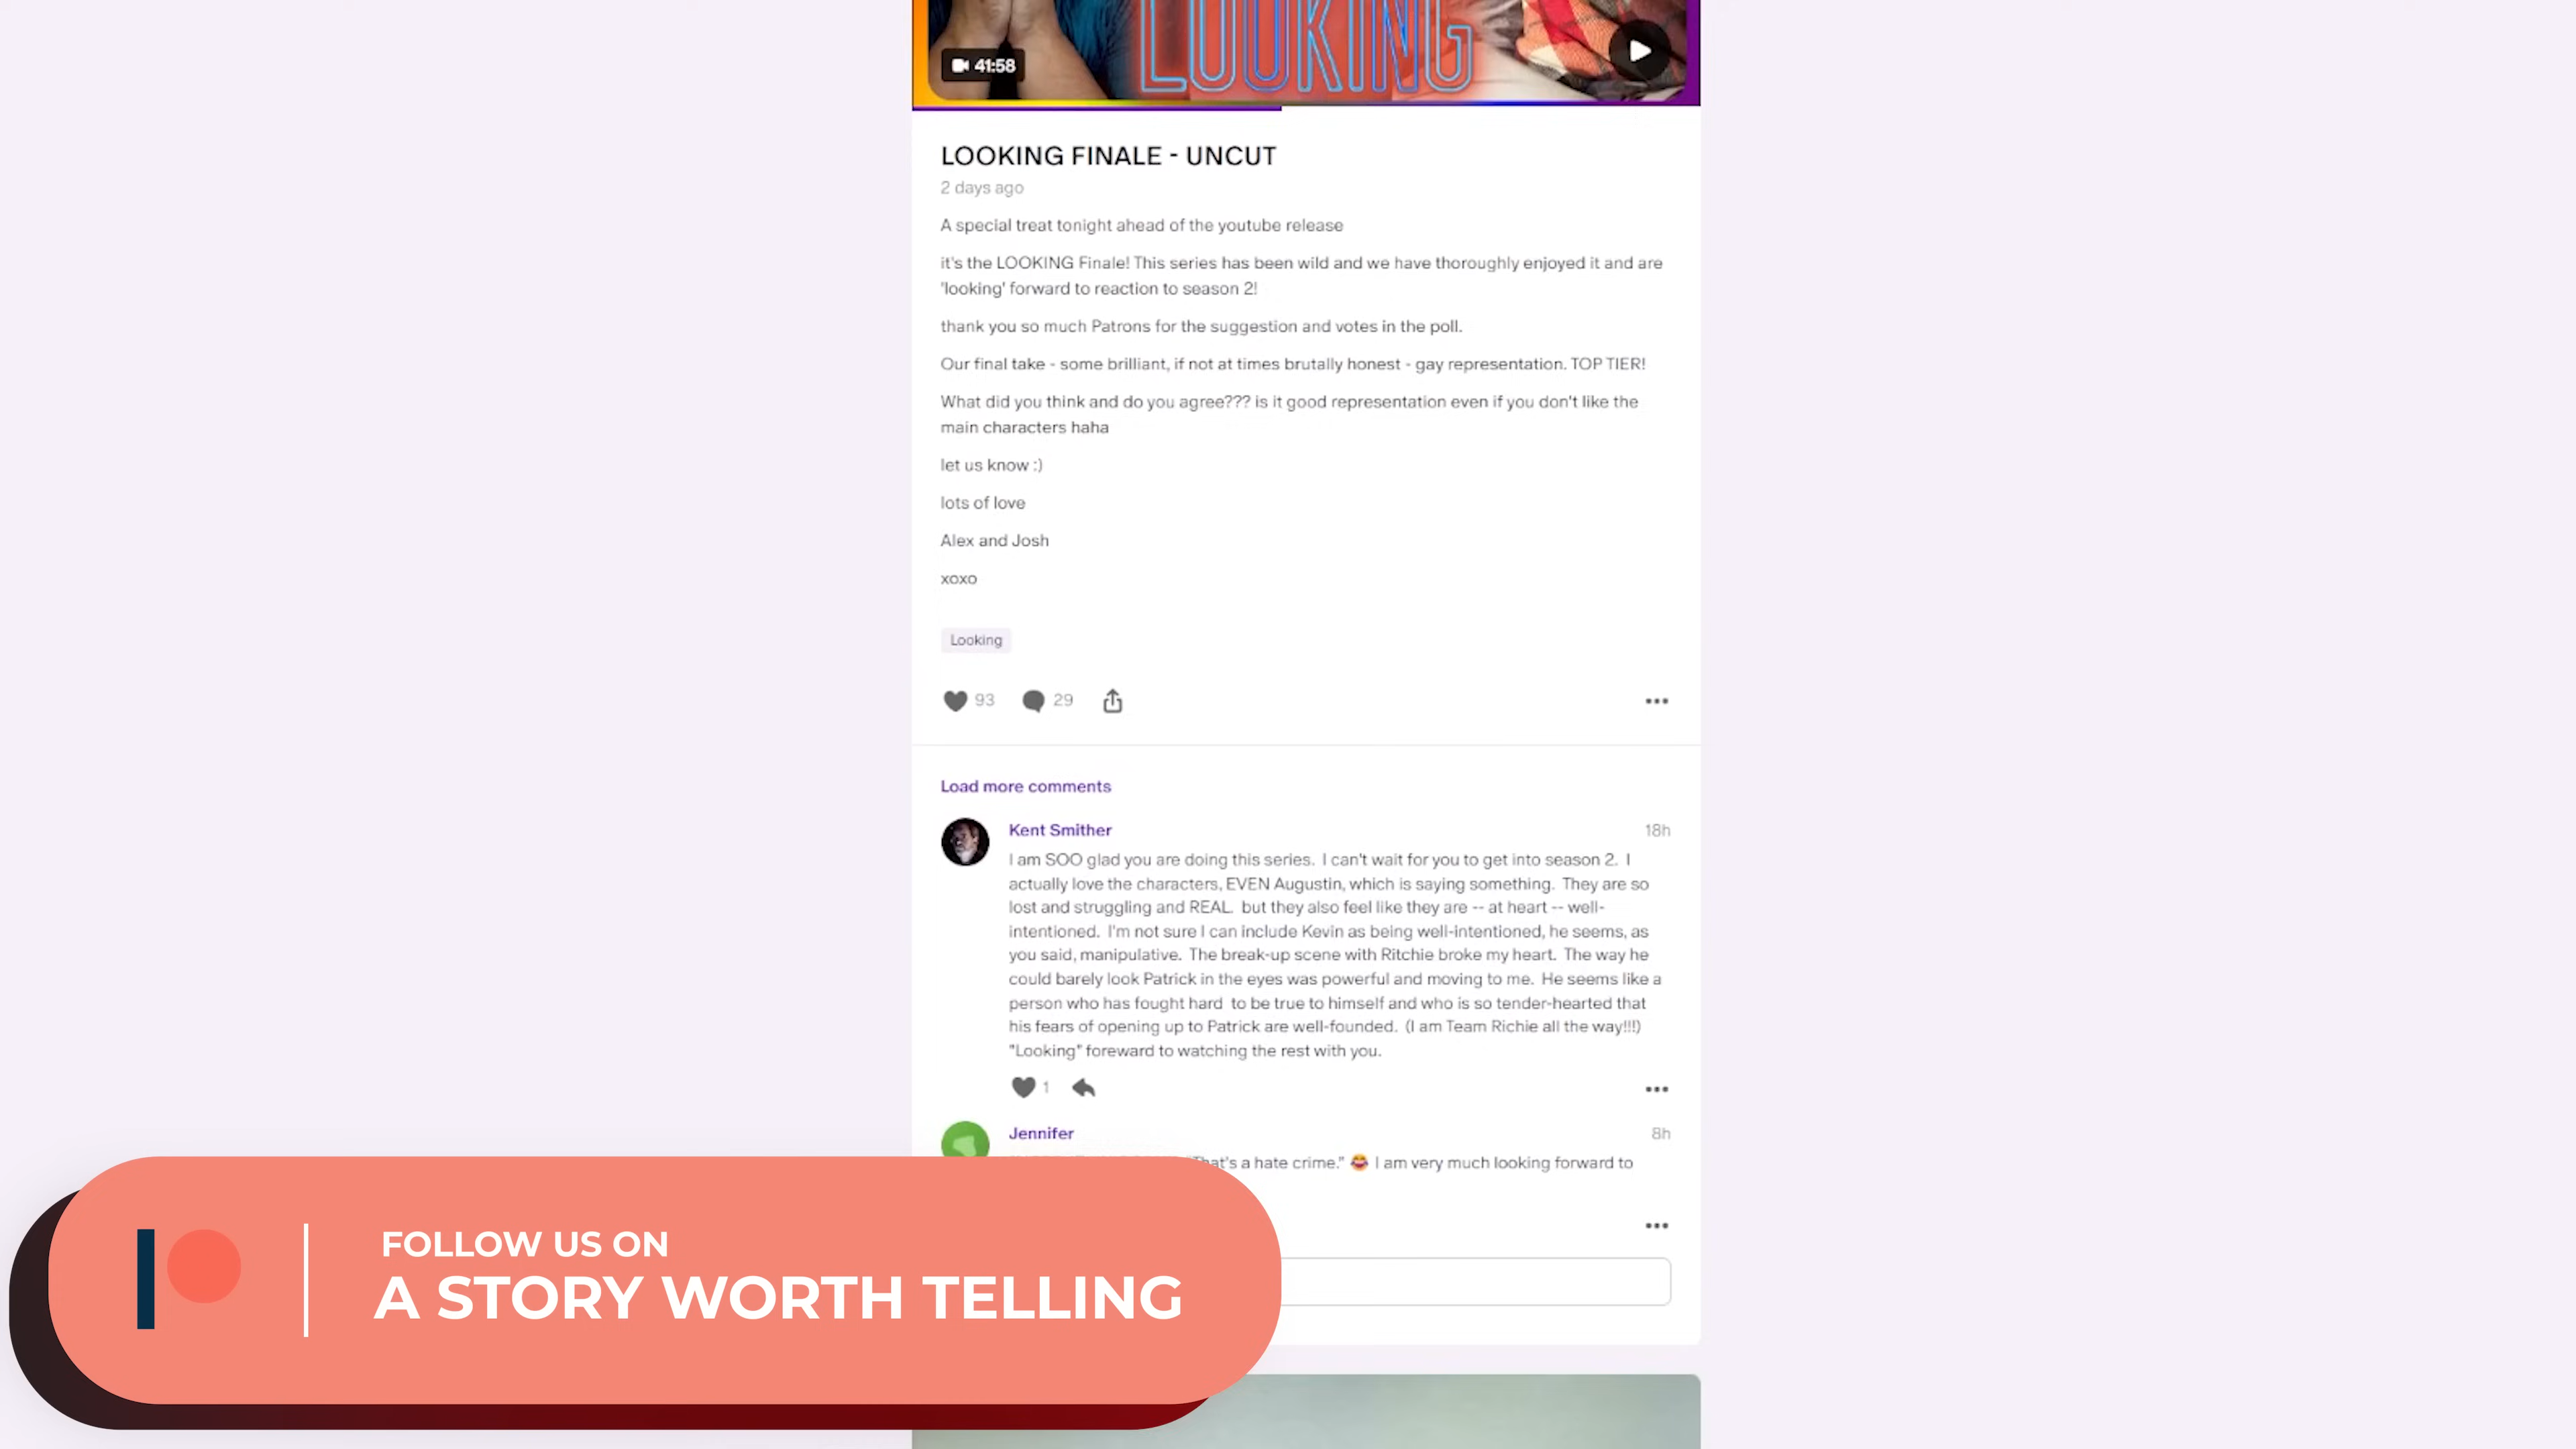 LOOKING
41:58
LOOKING FINALE - UNCUT
2 days ago
A special treat tonight ahead of the youtube release
it's the LOOKING Finale! This series has been wild and we have thoroughly enjoyed it and are
'looking' forward to reaction to season 2!
thank you so much Patrons for the suggestion and votes in the poll.
Our final take - some brilliant, if not at times brutally honest - gay representation. TOP TIER!
What did you think and do you agree??? is it good representation even if you don't like the
main characters haha
let us know :)
lots of love
Alex and Josh
xoxo
Looking
93 29
Load more comments
Kent Smither 18h
I am SOO glad you are doing this series. I can't wait for you to get into season 2. I
actually love the characters, EVEN Augustin, which is saying something. They are so
lost and struggling and REAL. but they also feel like they are -- at heart -- well-
intentioned. I'm not sure I can include Kevin as being well-intentioned, he seems, as
you said, manipulative. The break-up scene with Ritchie broke my heart. The way he
could barely look Patrick in the eyes was powerful and moving to me. He seems like a
person who has fought hard to be true to himself and who is so tender-hearted that
his fears of opening up to Patrick are well-founded. (I am Team Richie all the way!!!)
"Looking" foreward to watching the rest with you.
1
Jennifer 8h
"That's a hate crime." 😂 I am very much looking forward to
FOLLOW US ON
A STORY WORTH TELLING